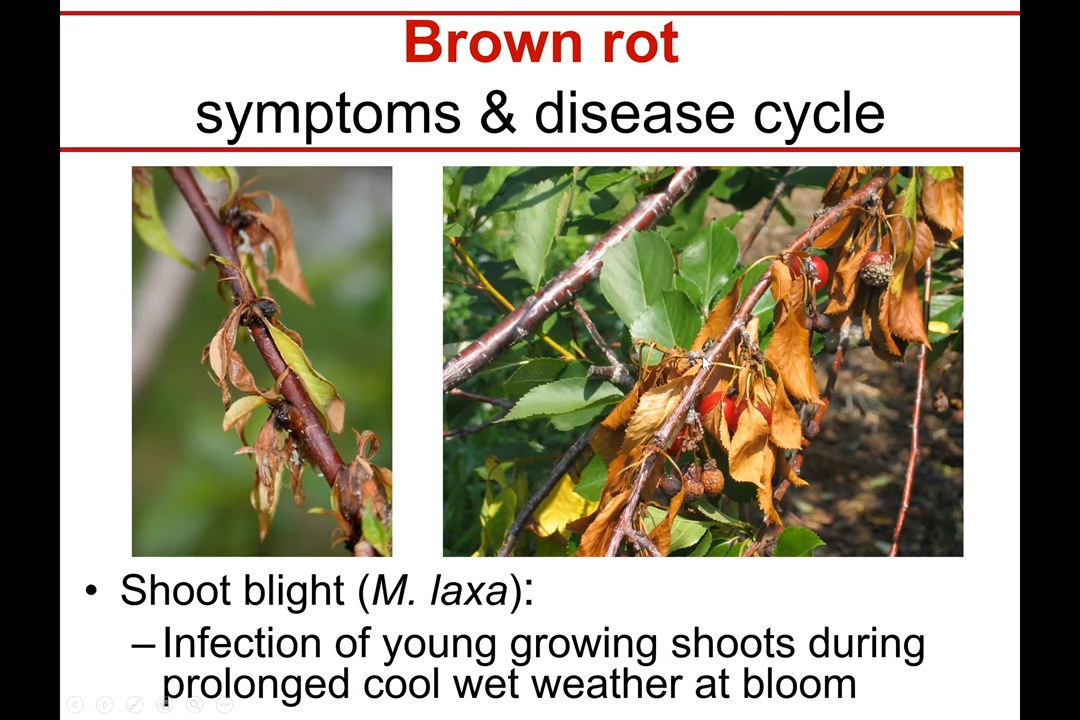 Brown rot
symptoms & disease cycle
• Shoot blight (M. laxa):
–Infection of young growing shoots during
prolonged cool wet weather at bloom